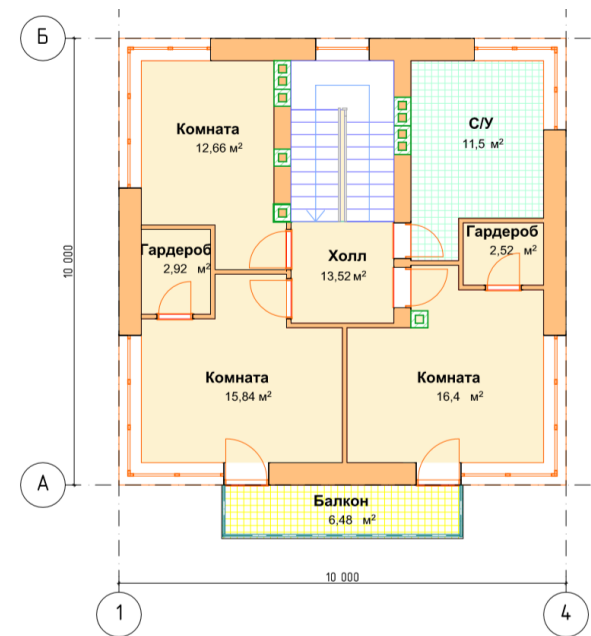 Б
Комната
12,66 м²
С/У
11,5 м²
Гардероб
2,92 м²
Холл
13,52 м²
Гардероб
2,52 м²
10 000
Комната
15,84 м²
Комната
16,4 м²
А
Балкон
6,48 м²
10 000
1
4